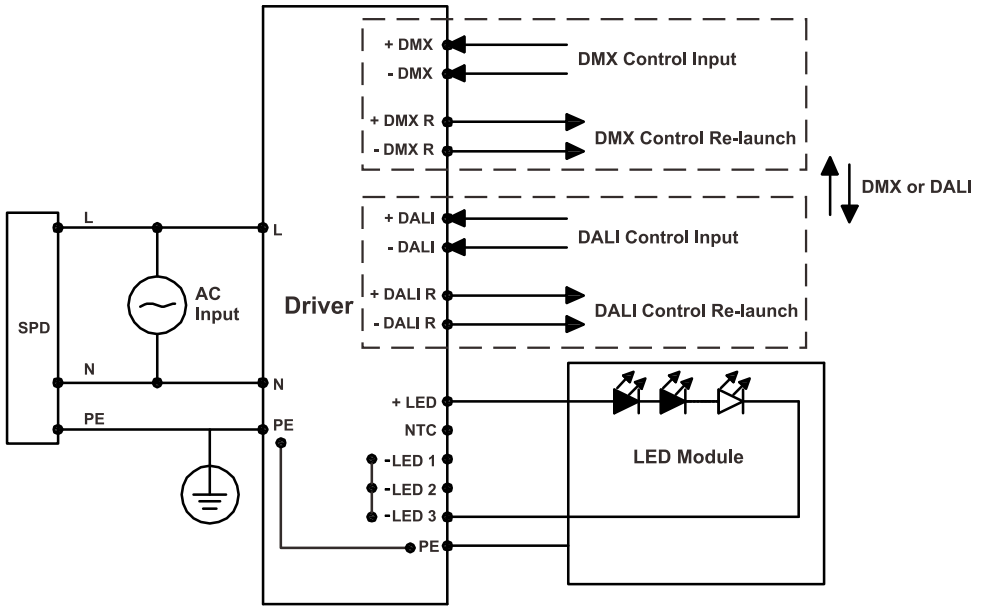 + DMX
- DMX
DMX Control Input
+ DMX R
- DMX R
DMX Control Re-launch
DMX or DALI
+ DALI
- DALI
DALI Control Input
+ DALI R
- DALI R
DALI Control Re-launch
SPD
L
N
PE
AC
Input
L
N
PE
Driver
+ LED
NTC
-LED 1
-LED 2
-LED 3
PE
LED Module